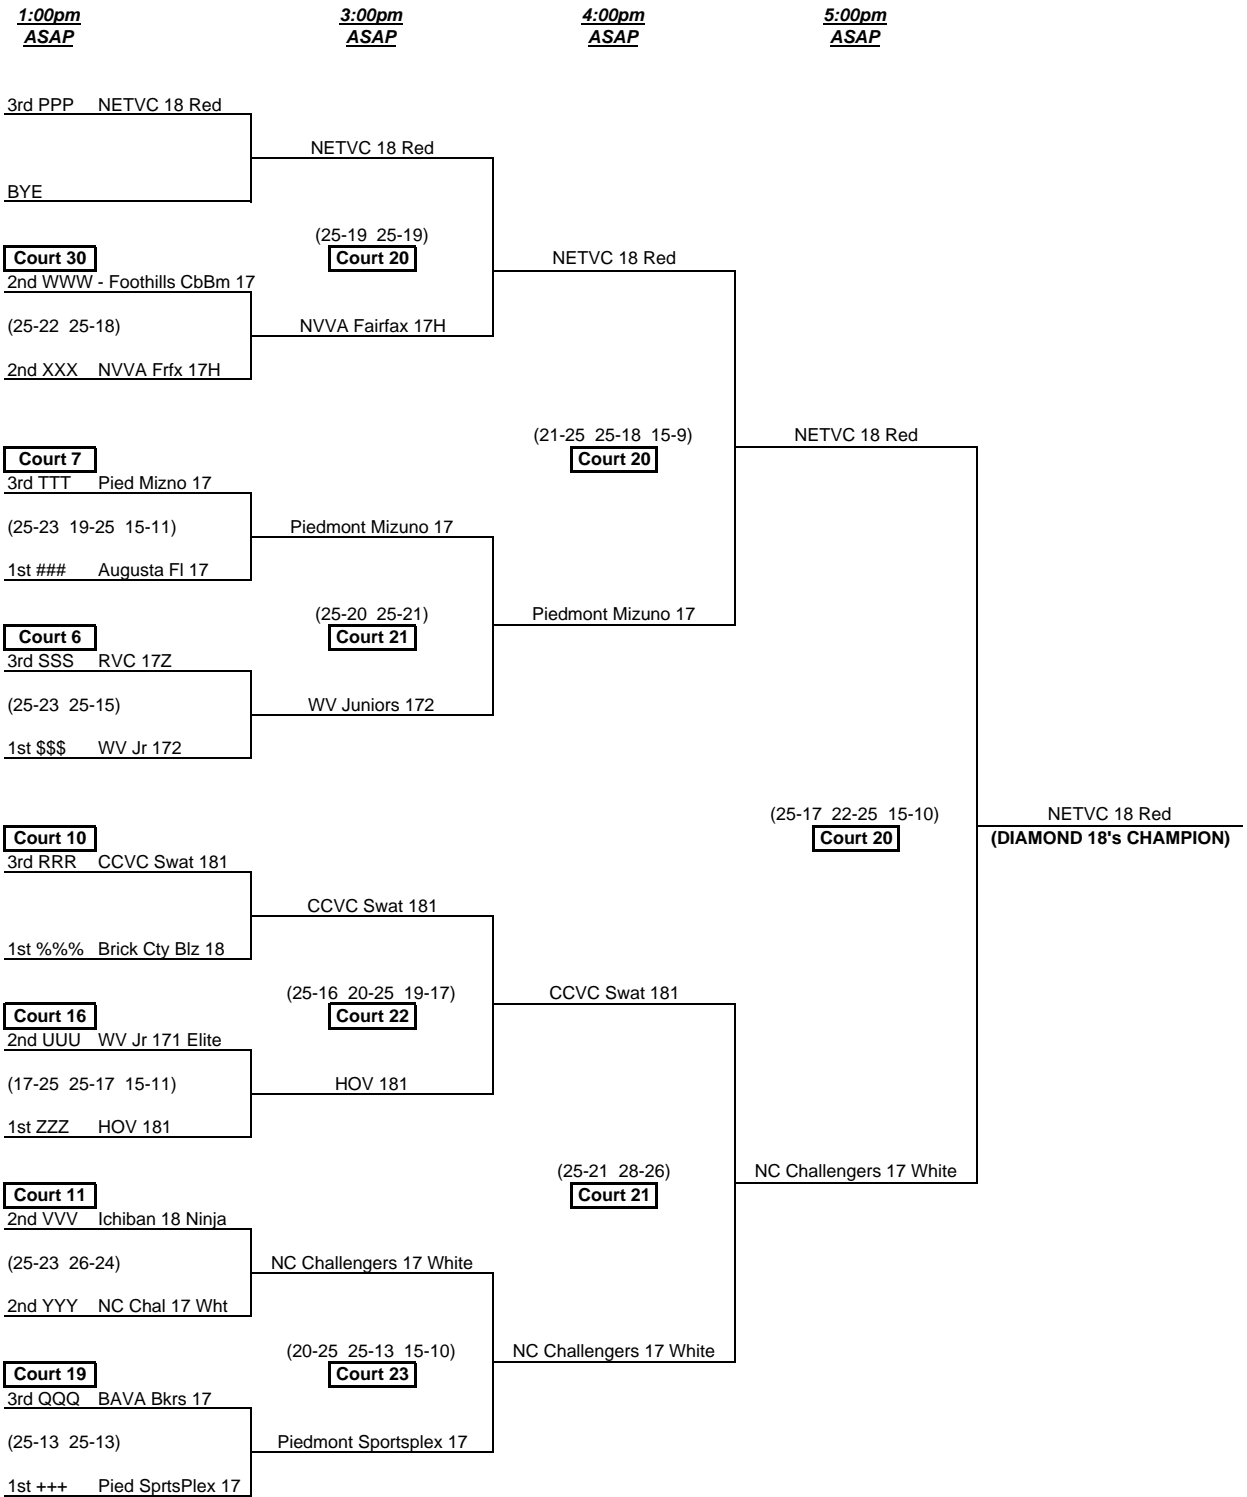 1:00pm 3:00pm 4:00pm 5:00pm
ASAP ASAP ASAP ASAP
3rd PPP NETVC 18 Red
NETVC 18 Red
BYE
(25-19 25-19)
Court 30 Court 20 NETVC 18 Red
2nd WWW - Foothills CbBm 17
(25-22 25-18) NVVA Fairfax 17H
2nd XXX NVVA Frfx 17H
(21-25 25-18 15-9) NETVC 18 Red
Court 7 Court 20
3rd TTT Pied Mizno 17
(25-23 19-25 15-11) Piedmont Mizuno 17
1st ### Augusta Fl 17
(25-20 25-21) Piedmont Mizuno 17
Court 6 Court 21
3rd SSS RVC 17Z
(25-23 25-15) WV Juniors 172
1st $$$ WV Jr 172
(25-17 22-25 15-10) NETVC 18 Red
Court 10 Court 20 (DIAMOND 18's CHAMPION)
3rd RRR CCVC Swat 181
CCVC Swat 181
1st %%% Brick Cty Blz 18
(25-16 20-25 19-17) CCVC Swat 181
Court 16 Court 22
2nd UUU WV Jr 171 Elite
(17-25 25-17 15-11) HOV 181
1st ZZZ HOV 181
(25-21 28-26) NC Challengers 17 White
Court 11 Court 21
2nd VVV Ichiban 18 Ninja
(25-23 26-24) NC Challengers 17 White
2nd YYY NC Chal 17 Wht
(20-25 25-13 15-10) NC Challengers 17 White
Court 19 Court 23
3rd QQQ BAVA Bkrs 17
(25-13 25-13) Piedmont Sportsplex 17
1st +++ Pied SprtsPlex 17